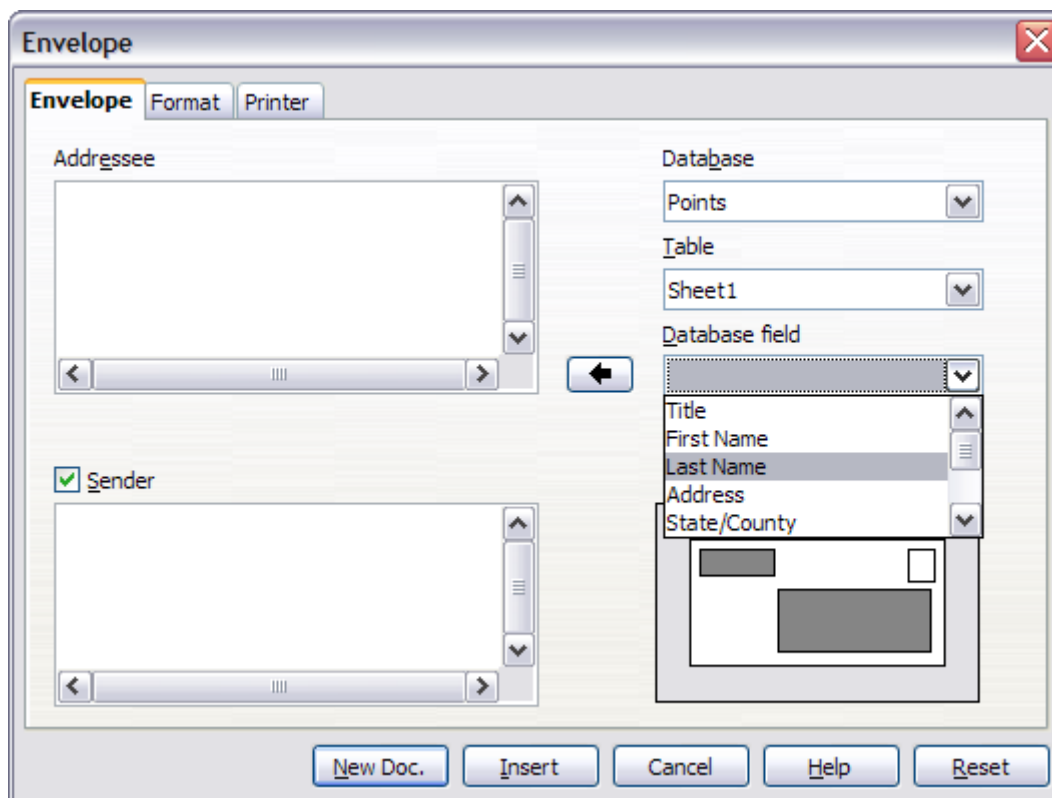 Envelope
Envelope Format Printer
Addressee
Database
Points
Table
Sheet1
Database field
Title
First Name
Last Name
Address
State/County
Sender
New Doc. Insert Cancel Help Reset